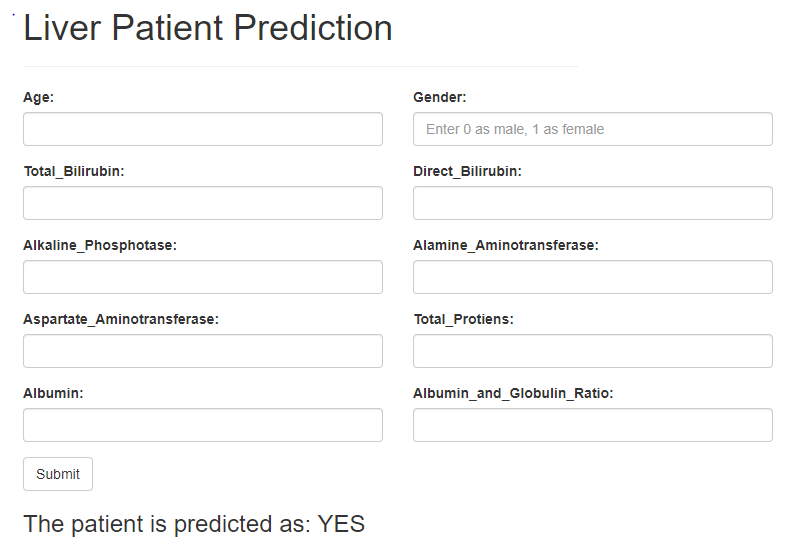 Liver Patient Prediction
Age:
Gender:
Enter 0 as male, 1 as female
Total_Bilirubin:
Direct_Bilirubin:
Alkaline_Phosphotase:
Alamine_Aminotransferase:
Aspartate_Aminotransferase:
Total_Protiens:
Albumin:
Albumin_and_Globulin_Ratio:
Submit
The patient is predicted as: YES